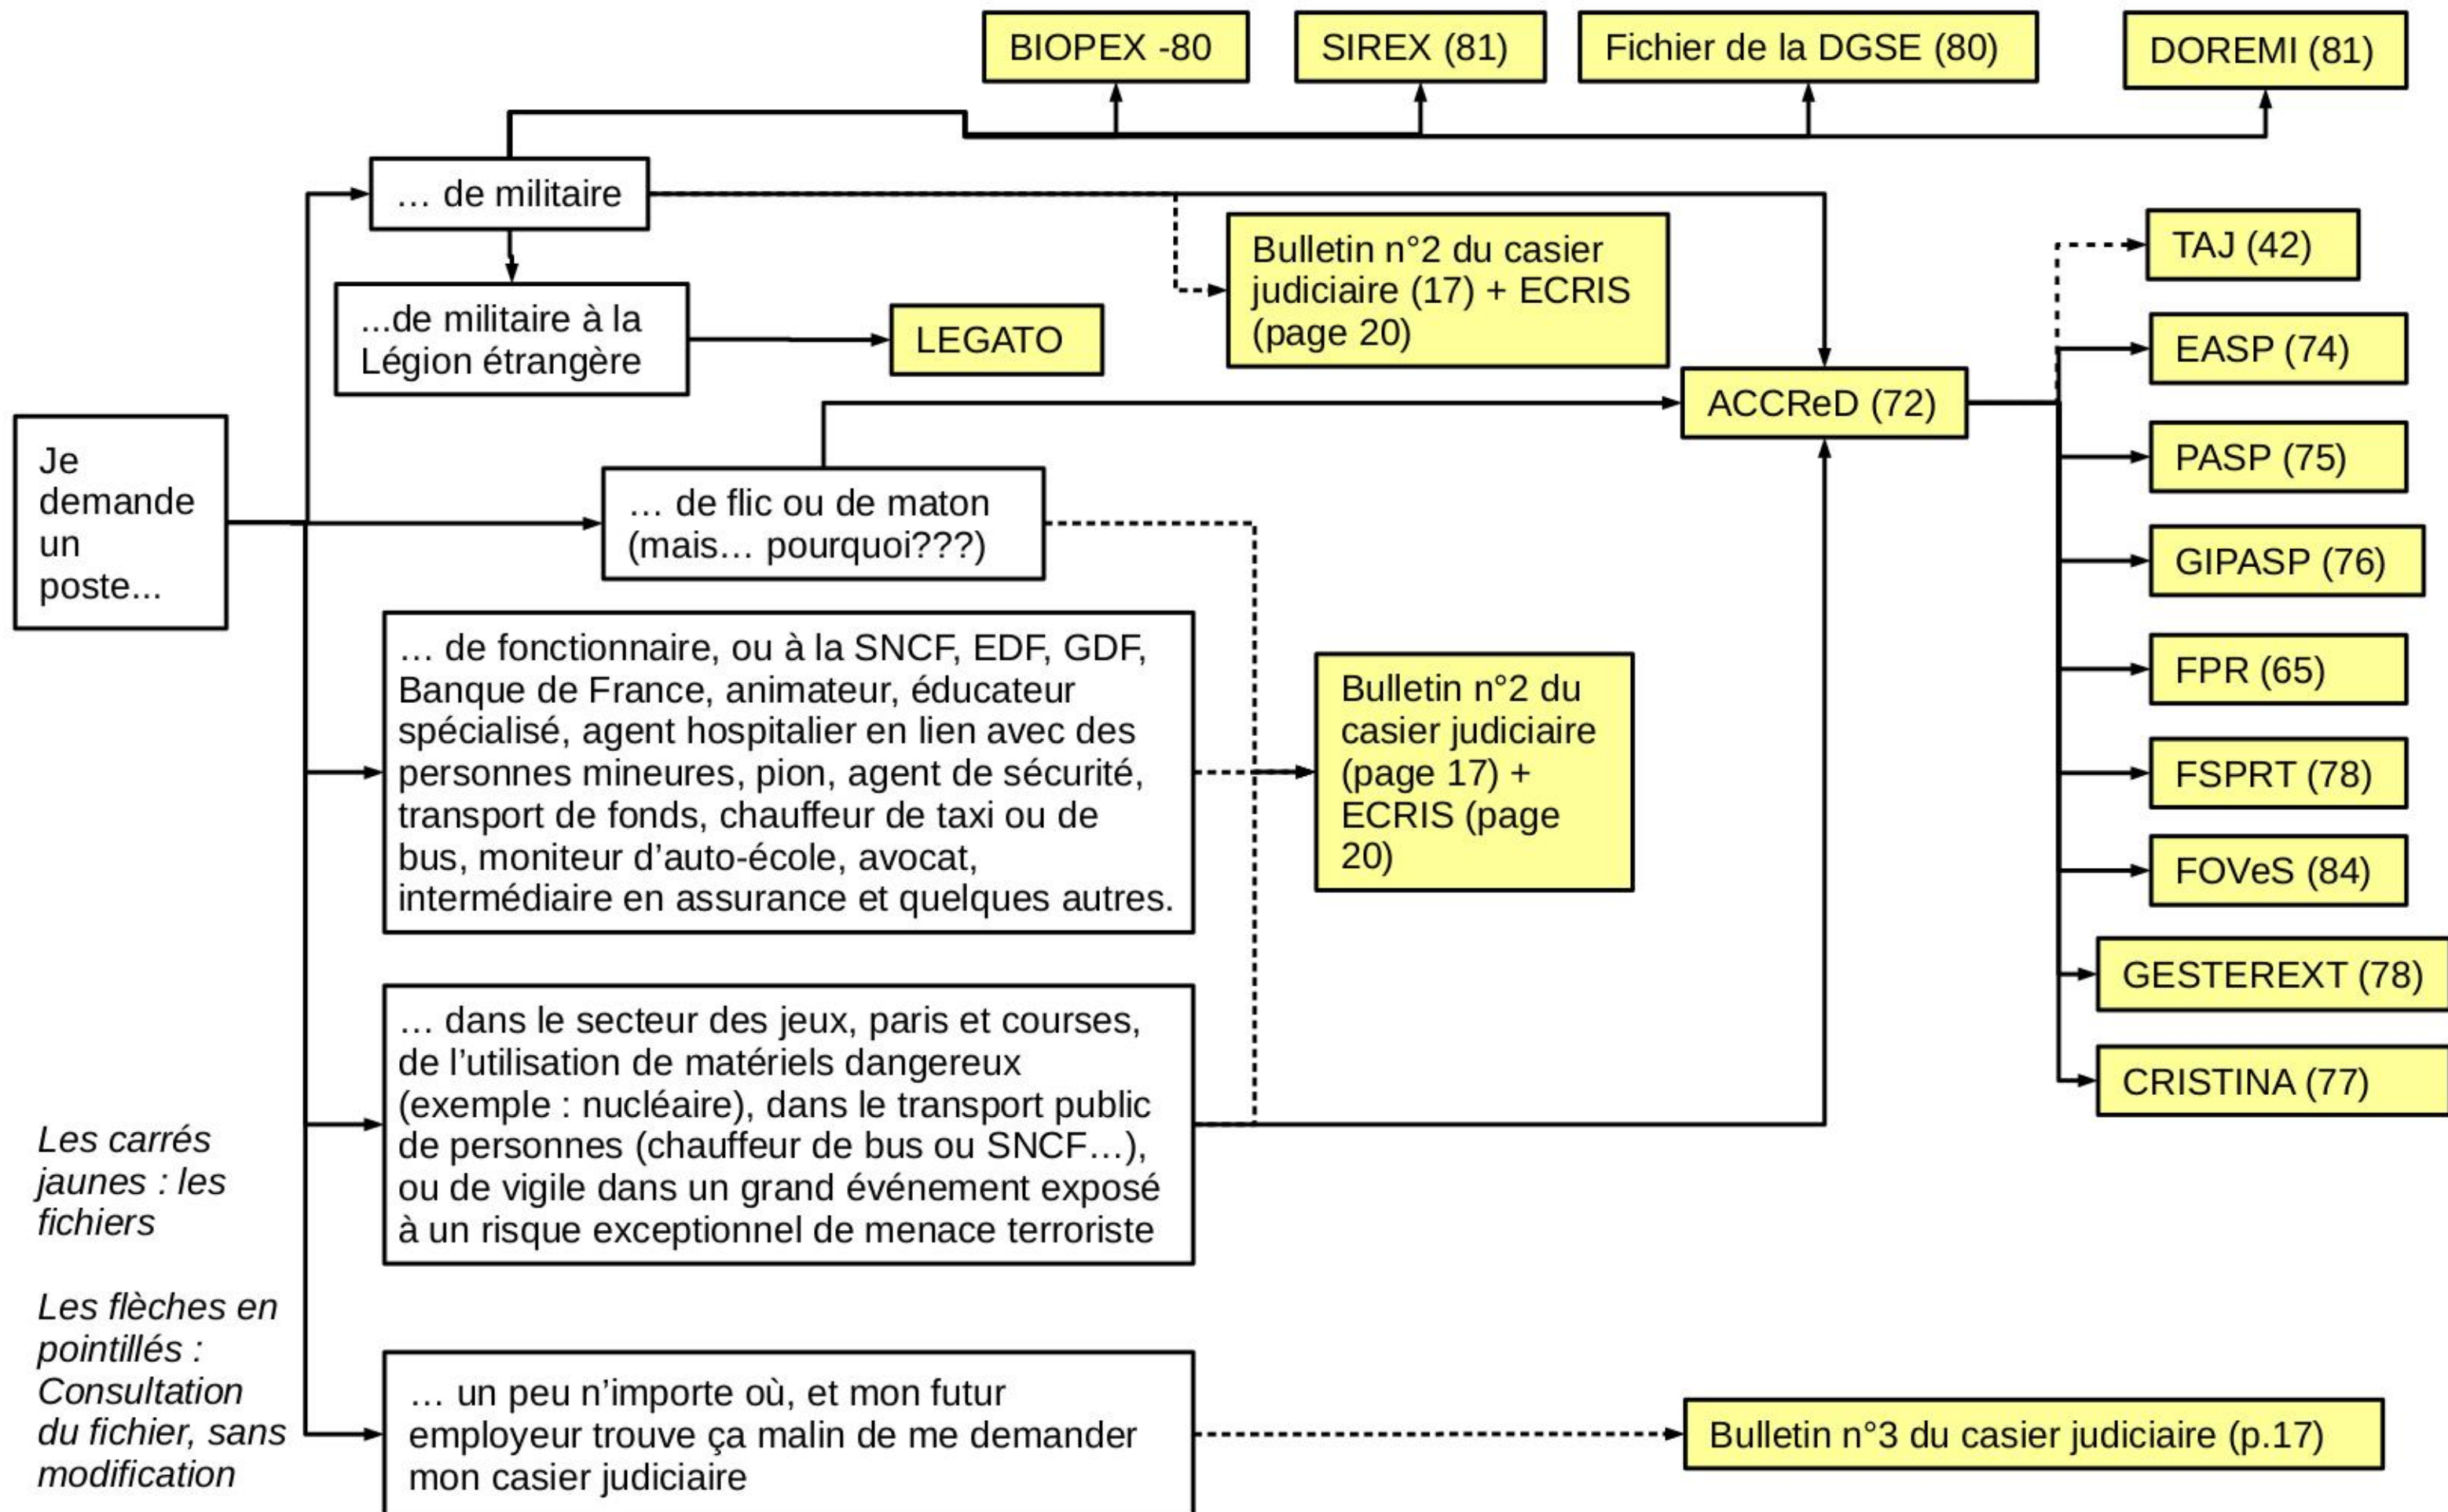 BIOPEX -80
SIREX (81)
Fichier de la DGSE (80)
DOREMI (81)
… de militaire
Bulletin n°2 du casier
judiciaire (17) + ECRIS
(page 20)
TAJ (42)
...de militaire à la
Légion étrangère
LEGATO
EASP (74)
ACCReD (72)
Je
demande
un
poste...
PASP (75)
… de flic ou de maton
(mais… pourquoi???)
GIPASP (76)
FPR (65)
… de fonctionnaire, ou à la SNCF, EDF, GDF,
Banque de France, animateur, éducateur
spécialisé, agent hospitalier en lien avec des
personnes mineures, pion, agent de sécurité,
transport de fonds, chauffeur de taxi ou de
bus, moniteur d’auto-école, avocat,
intermédiaire en assurance et quelques autres.
Bulletin n°2 du
casier judiciaire
(page 17) +
ECRIS (page
20)
FSPRT (78)
FOVeS (84)
GESTEREXT (78)
CRISTINA (77)
… dans le secteur des jeux, paris et courses,
de l’utilisation de matériels dangereux
(exemple : nucléaire), dans le transport public
de personnes (chauffeur de bus ou SNCF…),
ou de vigile dans un grand événement exposé
à un risque exceptionnel de menace terroriste
Les carrés
jaunes : les
fichiers
Les flèches en
pointillés :
Consultation
du fichier, sans
modification
… un peu n’importe où, et mon futur
employeur trouve ça malin de me demander
mon casier judiciaire
Bulletin n°3 du casier judiciaire (p.17)